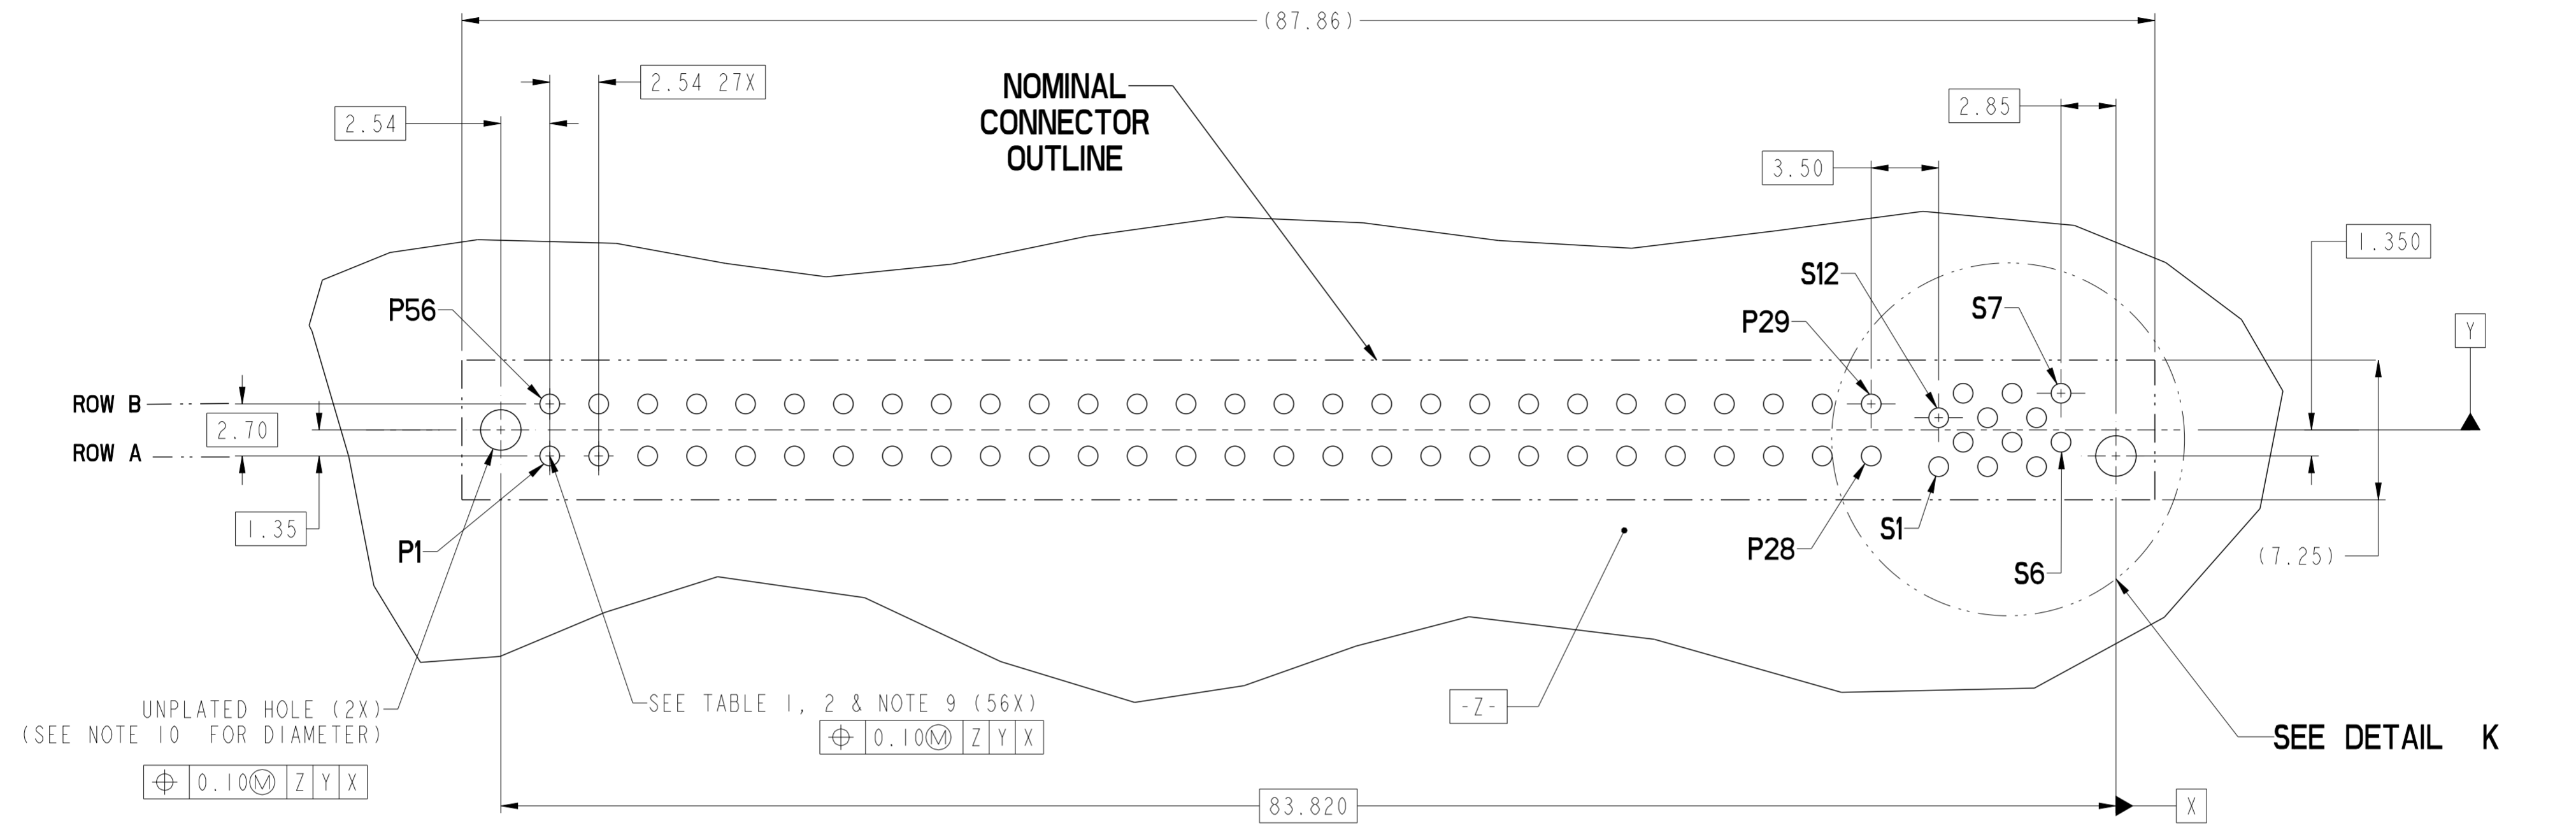 (87.86)
2.54 27X
2.54
NOMINAL
CONNECTOR
OUTLINE
2.85
3.50
1.350
S12
S7
P56
P29
Y
ROW B
2.70
ROW A
1.35
P1
S1
P28
S6
(7.25)
UNPLATED HOLE (2X)
(SEE NOTE 10 FOR DIAMETER)
⌖ 0.10Ⓜ Z Y X
SEE TABLE 1, 2 & NOTE 9 (56X)
⌖ 0.10Ⓜ Z Y X
-Z-
SEE DETAIL K
83.820
X